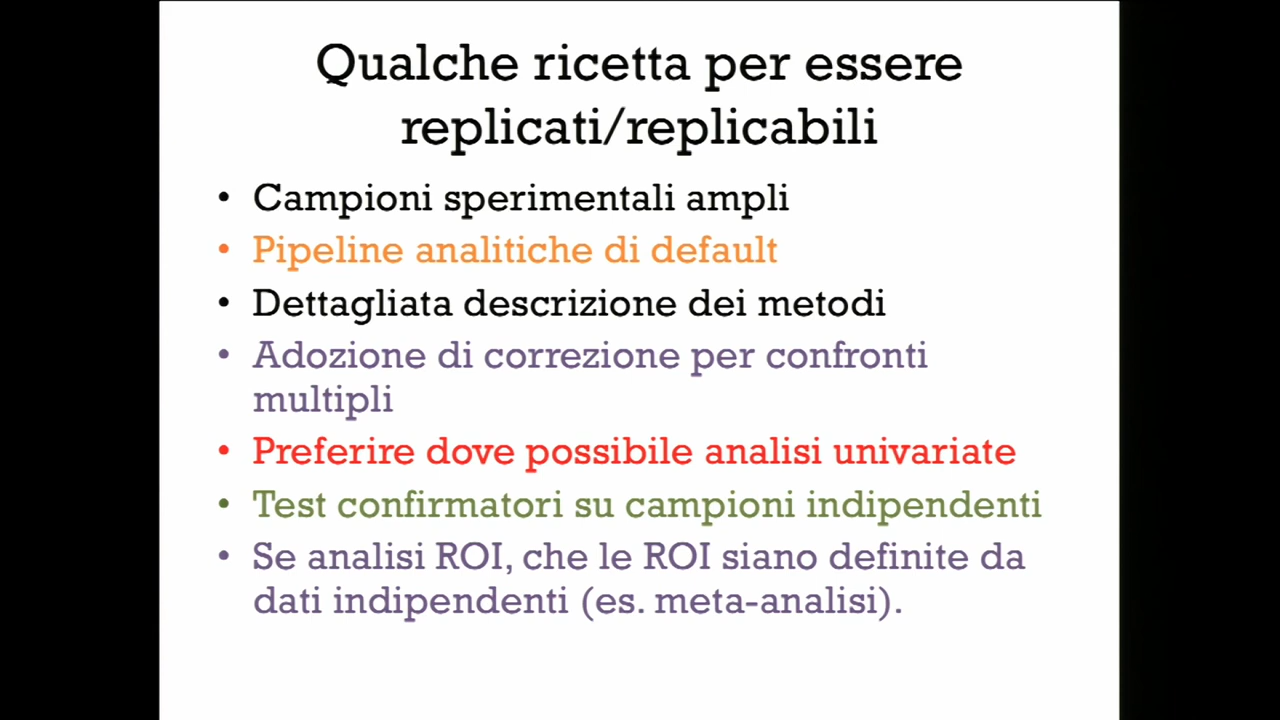 Qualche ricetta per essere
replicati/replicabili
• Campioni sperimentali ampli
• Pipeline analitiche di default
• Dettagliata descrizione dei metodi
• Adozione di correzione per confronti
multipli
• Preferire dove possibile analisi univariate
• Test confirmatori su campioni indipendenti
• Se analisi ROI, che le ROI siano definite da
dati indipendenti (es. meta-analisi).